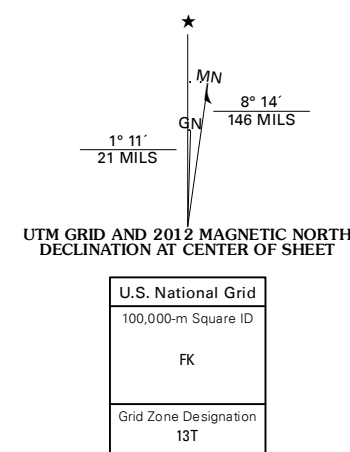 ★
MN
GN
8° 14´
146 MILS
1° 11´
21 MILS
UTM GRID AND 2012 MAGNETIC NORTH
DECLINATION AT CENTER OF SHEET
U.S. National Grid
100,000-m Square ID
FK
Grid Zone Designation
13T